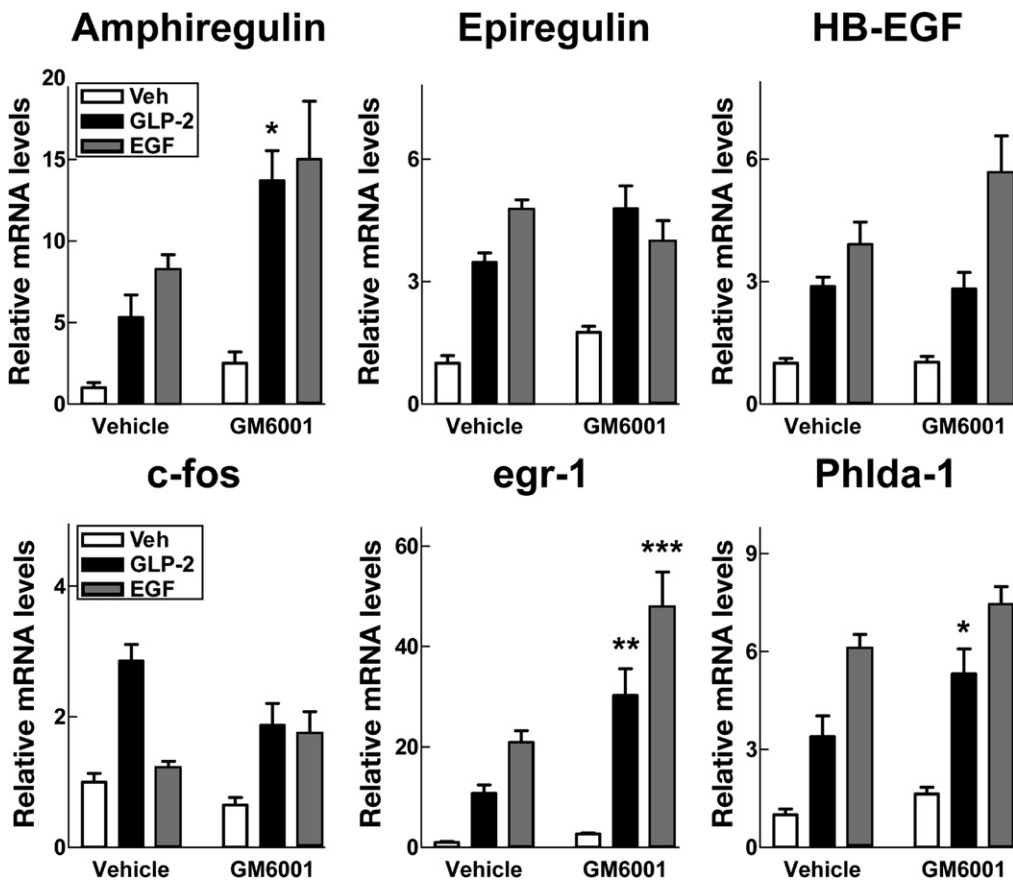 Amphiregulin
Epiregulin
HB-EGF
Relative mRNA levels
20
15
10
5
0
Veh
GLP-2
EGF
*
Vehicle
GM6001
Relative mRNA levels
6
3
0
Vehicle
GM6001
Relative mRNA levels
6
3
0
Vehicle
GM6001
c-fos
egr-1
Phlda-1
Relative mRNA levels
4
2
0
Veh
GLP-2
EGF
Vehicle
GM6001
Relative mRNA levels
60
40
20
0
**
***
Vehicle
GM6001
Relative mRNA levels
9
6
3
0
*
Vehicle
GM6001